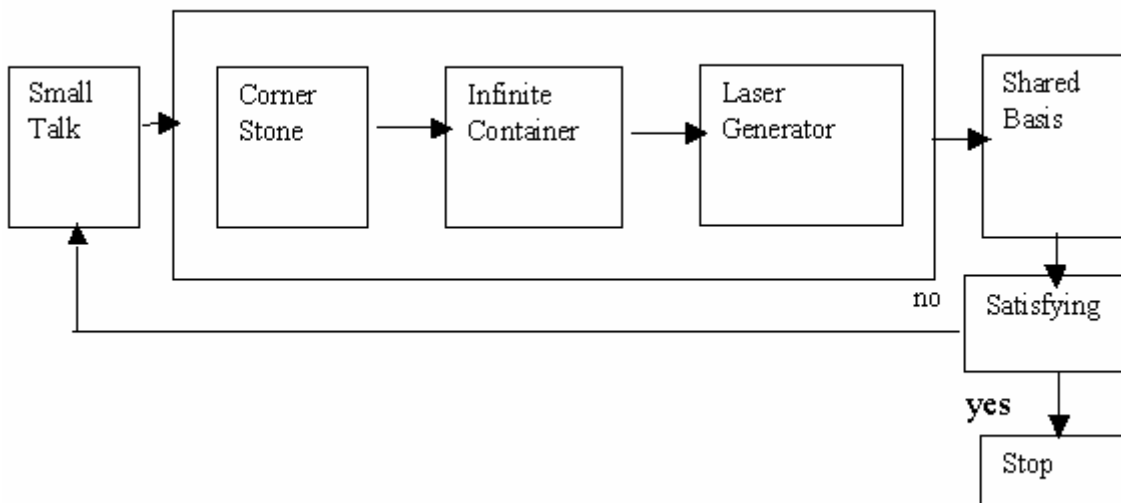 Small
Talk
Corner
Stone
Infinite
Container
Laser
Generator
Shared
Basis
no
Satisfying
yes
Stop